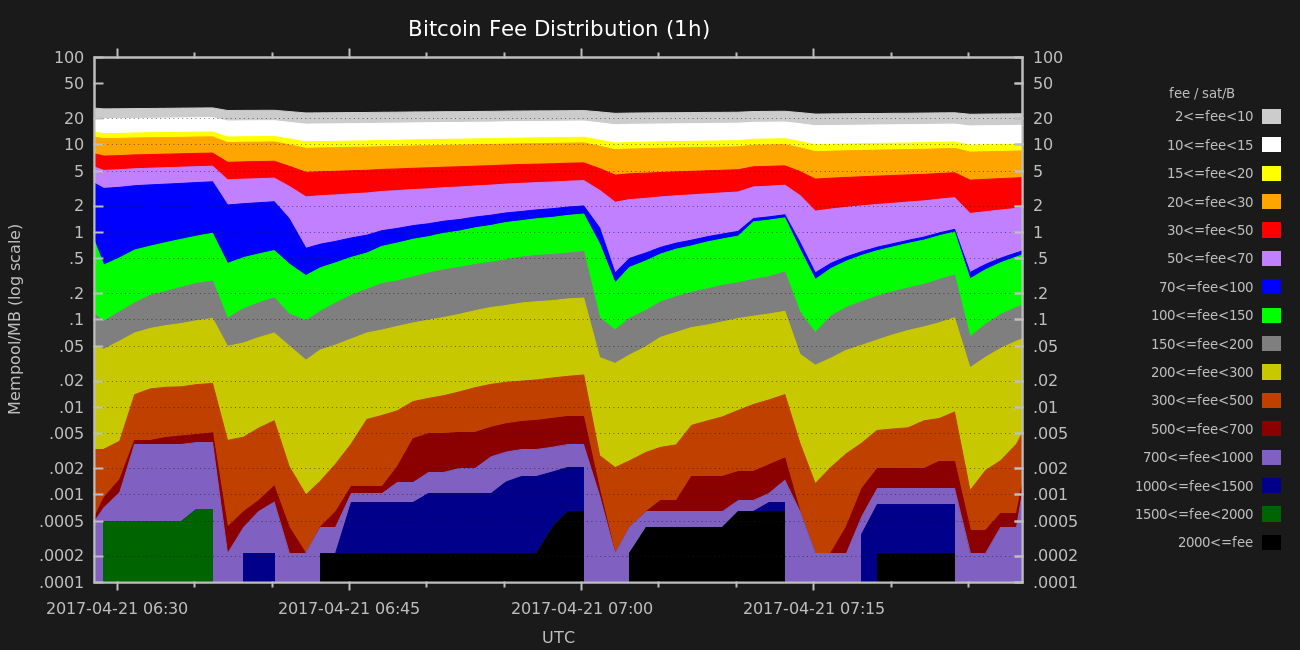 Bitcoin Fee Distribution (1h)
100 100
50 50
fee / sat/B
2<=fee<10
20 20
10<=fee<15
10 10
15<=fee<20
5 5
20<=fee<30
2 2
30<=fee<50
1 1
50<=fee<70
.5 .5
70<=fee<100
.2 .2
100<=fee<150
.1 .1
150<=fee<200
.05 .05
200<=fee<300
.02 .02
300<=fee<500
.01 .01
500<=fee<700
.005 .005
700<=fee<1000
.002 .002
1000<=fee<1500
.001 .001
1500<=fee<2000
.0005 .0005
2000<=fee
.0002 .0002
.0001 .0001
Mempool/MB (log scale)
2017-04-21 06:30 2017-04-21 06:45 2017-04-21 07:00 2017-04-21 07:15
UTC